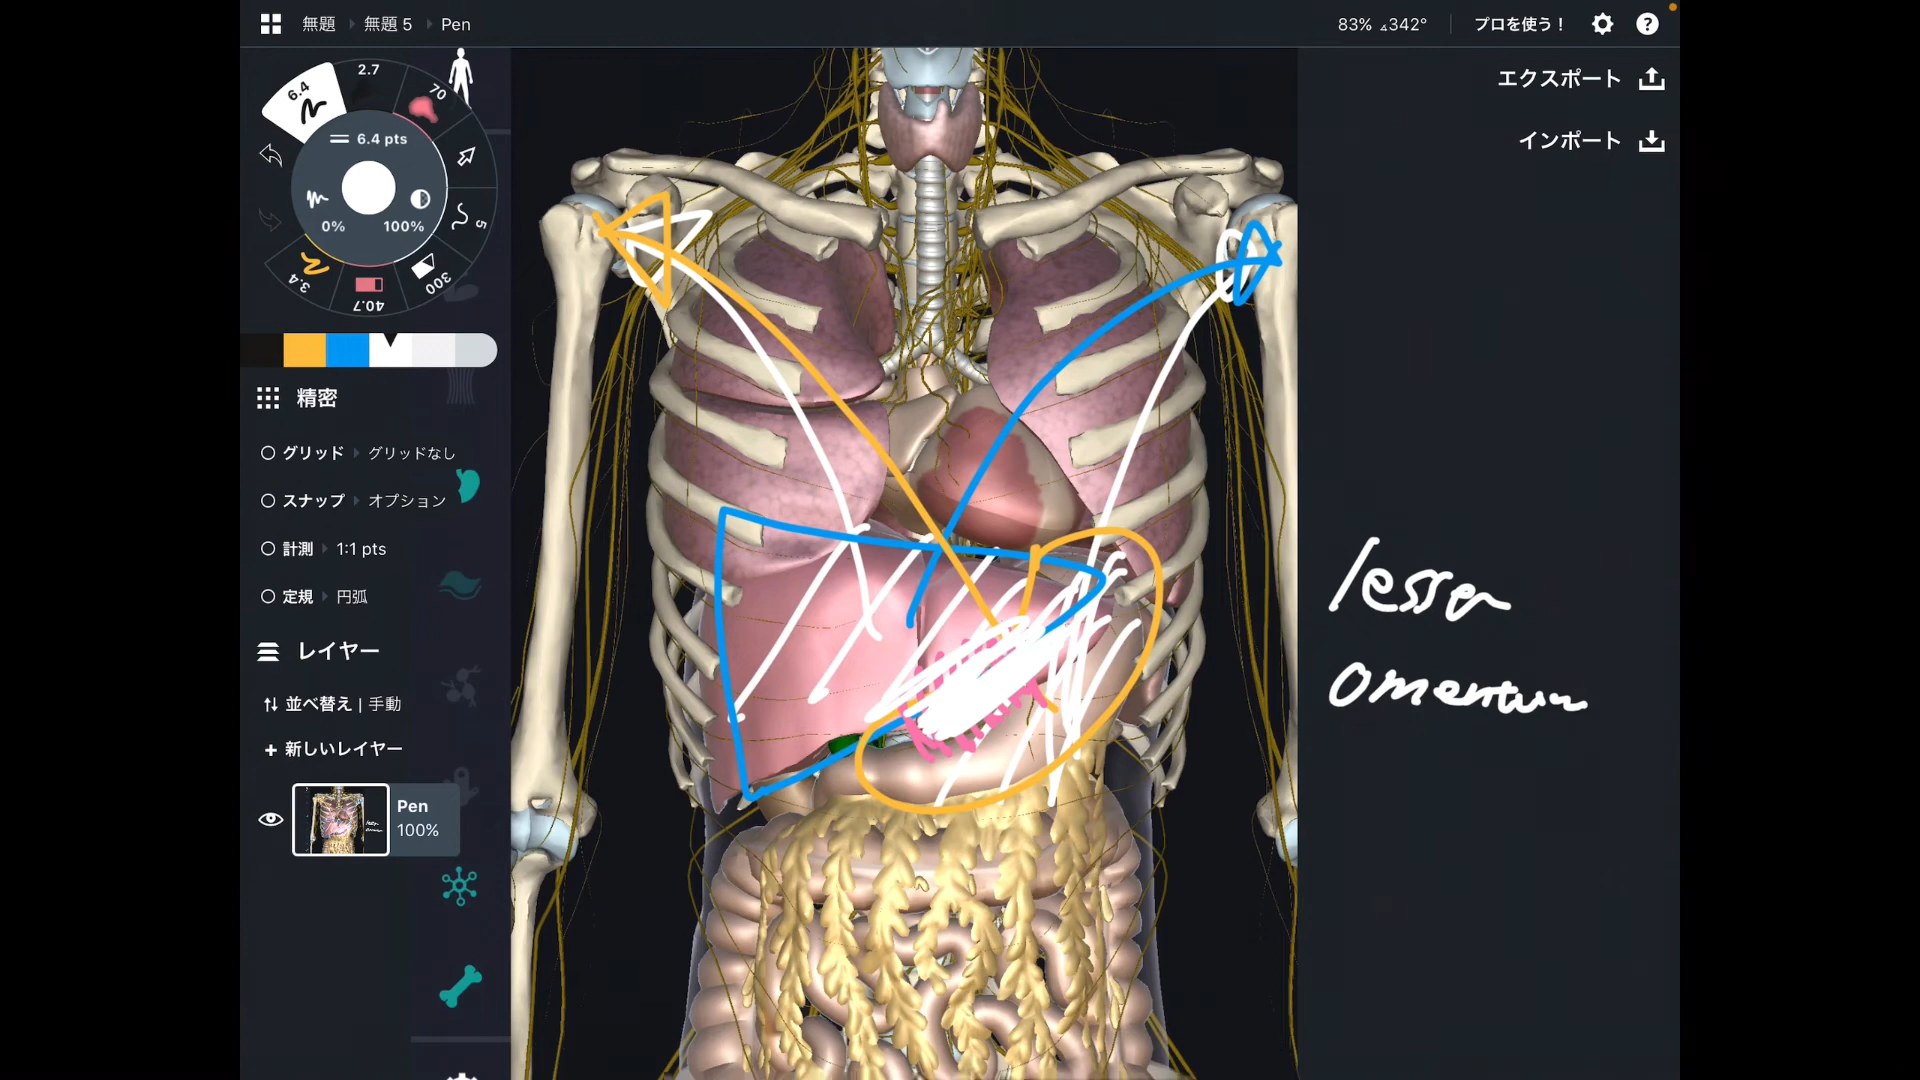 無題 無題 5 Pen
83% ⊿342° プロを使う！
エクスポート
インポート
2.7
6.4
70
6.4 pts
0% 100%
5
3.4
40.7
300
精密
グリッド グリッドなし
スナップ オプション
計測 1:1 pts
定規 円弧
レイヤー
並べ替え | 手動
+ 新しいレイヤー
Pen
100%
lesser
omentum